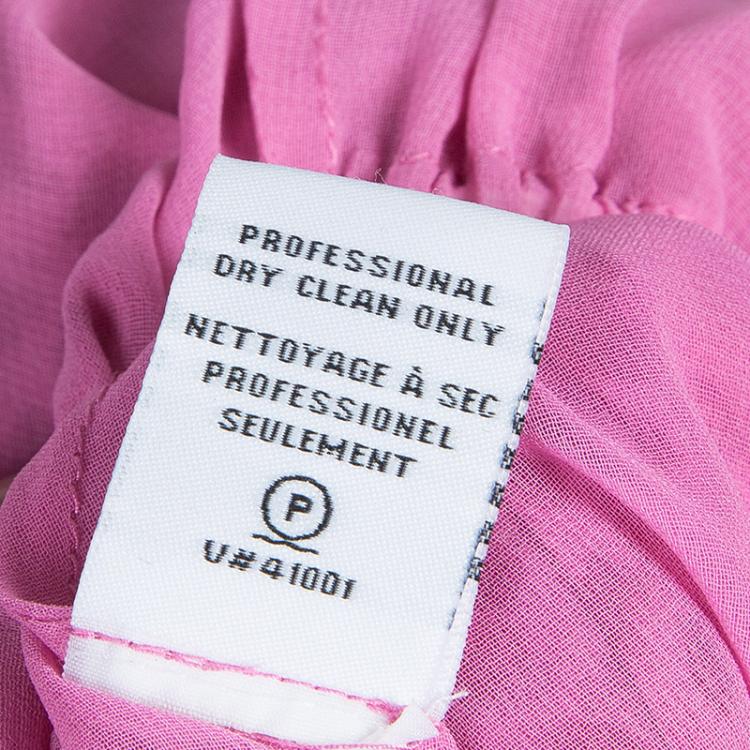 PROFESSIONAL
DRY CLEAN ONLY
NETTOYAGE À SEC
PROFESSIONEL
SEULEMENT
P
V#41001